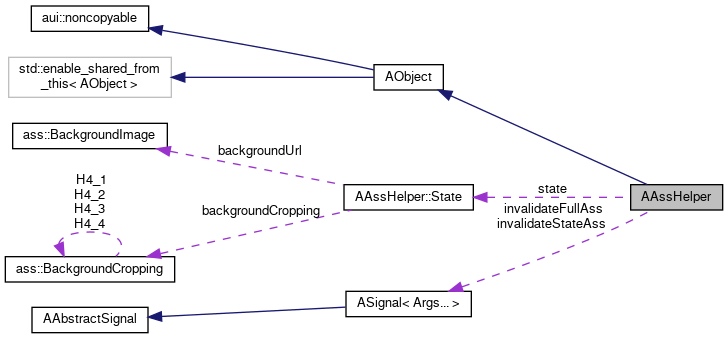 aui::noncopyable
std::enable_shared_from
_this< AObject >
AObject
ass::BackgroundImage
backgroundUrl
H4_1
H4_2
H4_3
H4_4
AAssHelper::State
state
AAssHelper
backgroundCropping
invalidateFullAss
invalidateStateAss
ass::BackgroundCropping
ASignal< Args... >
AAbstractSignal